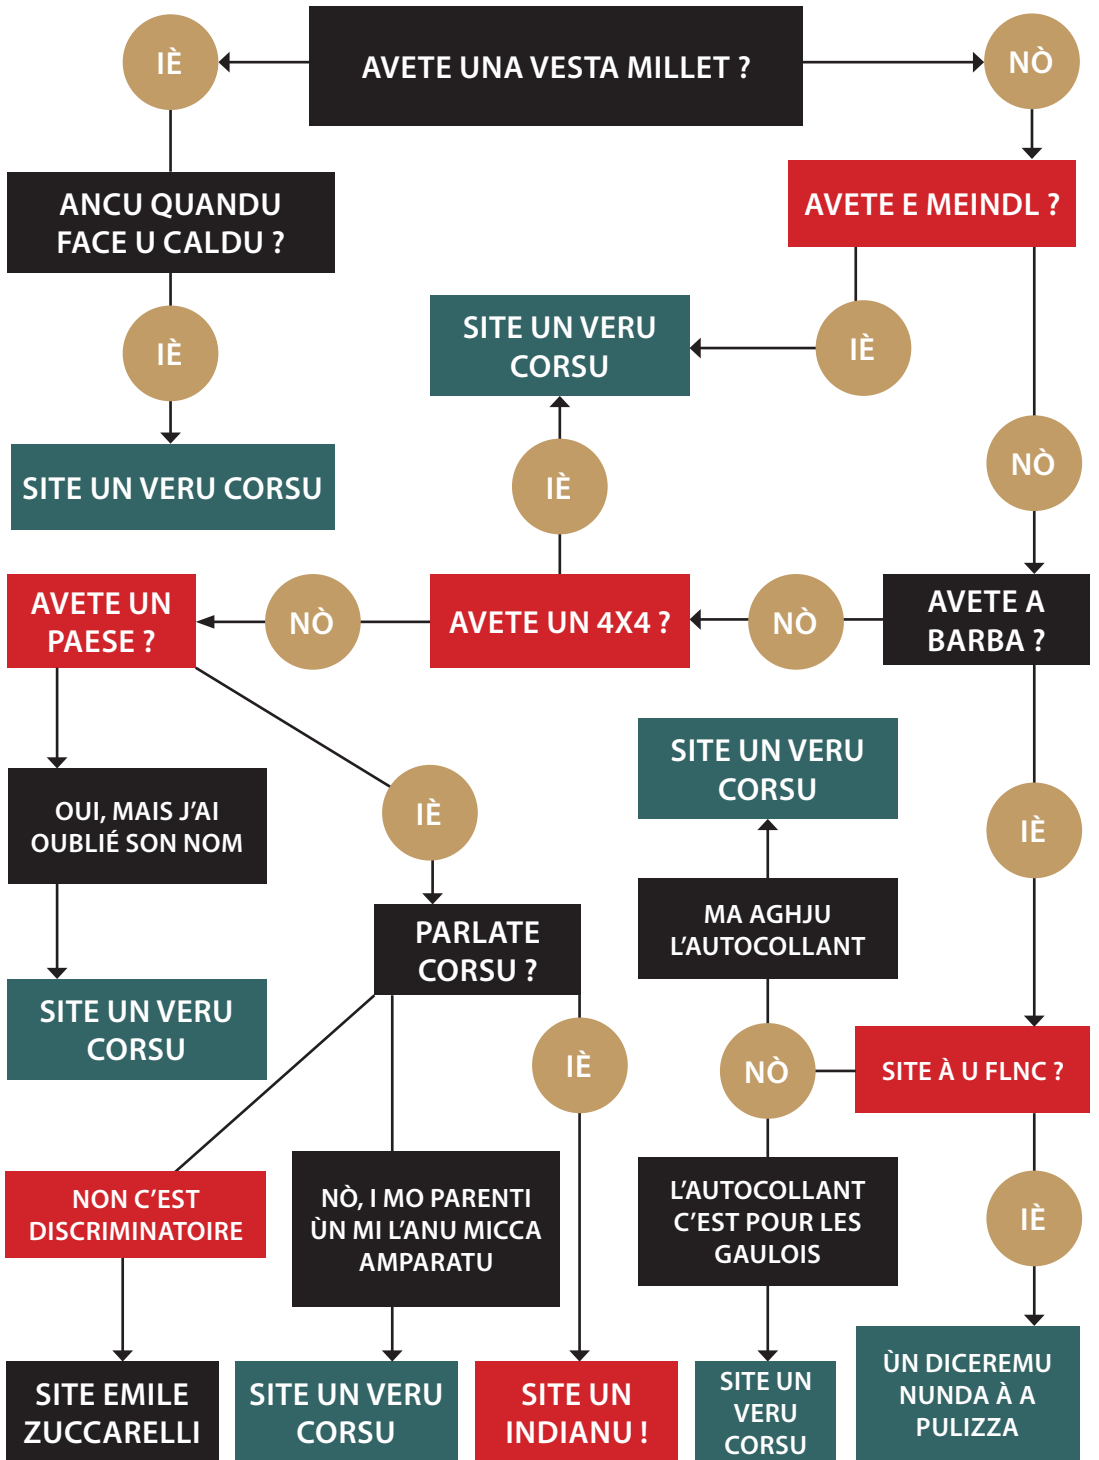 IÈ
AVETE UNA VESTA MILLET ?
NÒ
ANCU QUANDU
FACE U CALDU ?
AVETE E MEINDL ?
SITE UN VERU
CORSU
IÈ
IÈ
NÒ
IÈ
SITE UN VERU CORSU
AVETE UN
PAESE ?
NÒ
AVETE UN 4X4 ?
NÒ
AVETE A
BARBA ?
SITE UN VERU
CORSU
OUI, MAIS J'AI
OUBLIÉ SON NOM
IÈ
IÈ
PARLATE
CORSU ?
MA AGHJU
L'AUTOCOLLANT
SITE UN VERU
CORSU
IÈ
NÒ
SITE À U FLNC ?
NON C'EST
DISCRIMINATOIRE
NÒ, I MO PARENTI
ÙN MI L'ANU MICCA
AMPARATU
L'AUTOCOLLANT
C'EST POUR LES
GAULOIS
IÈ
SITE EMILE
ZUCCARELLI
SITE UN VERU
CORSU
SITE UN
INDIANU !
SITE UN
VERU
CORSU
ÙN DICEREMU
NUNDA À A
PULIZZA